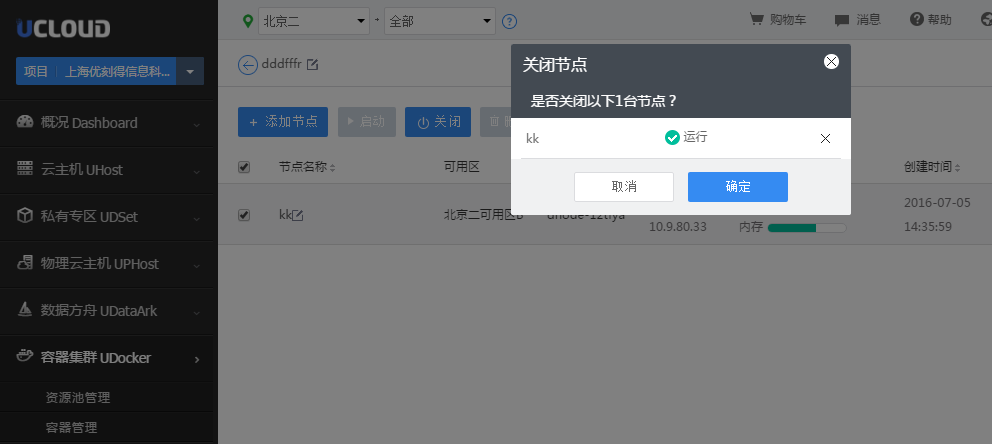 UCLOUD
北京二
全部
?
购物车
消息
帮助
项目 上海优刻得信息科...
dddfffr
关闭节点
是否关闭以下1台节点？
kk
运行
取消
确定
概况 Dashboard
云主机 UHost
私有专区 UDSet
物理云主机 UPHost
数据方舟 UDataArk
容器集群 UDocker
资源池管理
容器管理
+ 添加节点
启动
关闭
节点名称
可用区
创建时间
kk
北京二可用区B
10.9.80.33
内存
2016-07-05
14:35:59